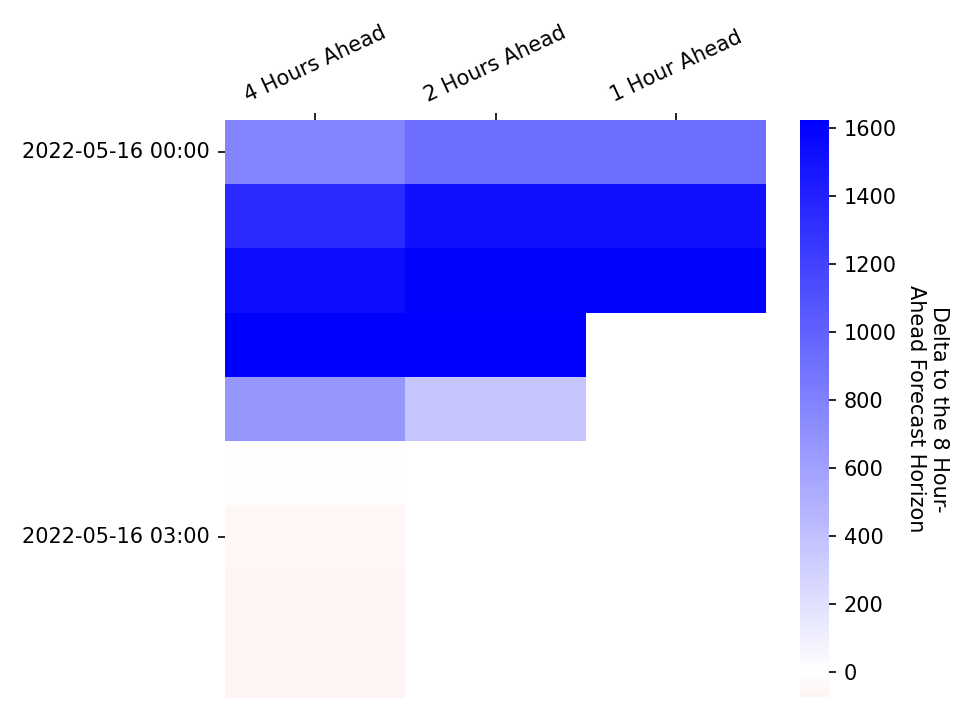 4 Hours Ahead
2 Hours Ahead
1 Hour Ahead
2022-05-16 00:00
2022-05-16 03:00
1600
1400
1200
1000
800
600
400
200
0
Delta to the 8 Hour-
Ahead Forecast Horizon